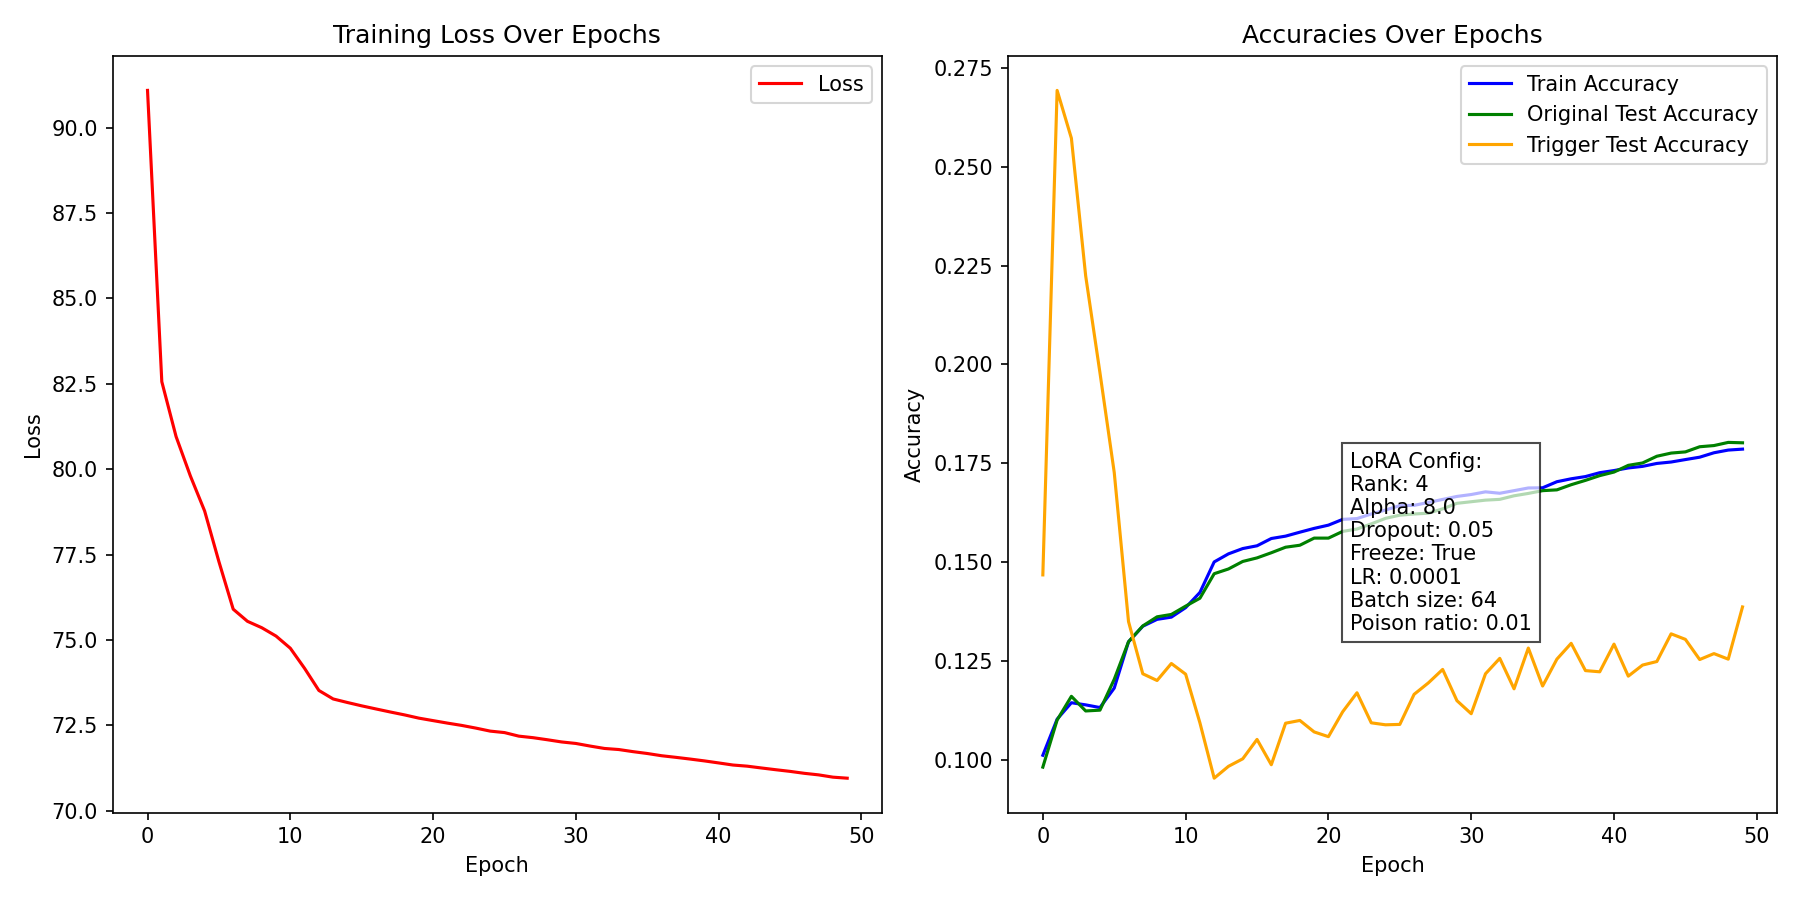 Training Loss Over Epochs
Loss
90.0
87.5
85.0
82.5
80.0
77.5
75.0
72.5
70.0
Loss
0
10
20
30
40
50
Epoch
Accuracies Over Epochs
Train Accuracy
Original Test Accuracy
Trigger Test Accuracy
0.275
0.250
0.225
0.200
0.175
0.150
0.125
0.100
Accuracy
LoRA Config:
Rank: 4
Alpha: 8.0
Dropout: 0.05
Freeze: True
LR: 0.0001
Batch size: 64
Poison ratio: 0.01
0
10
20
30
40
50
Epoch